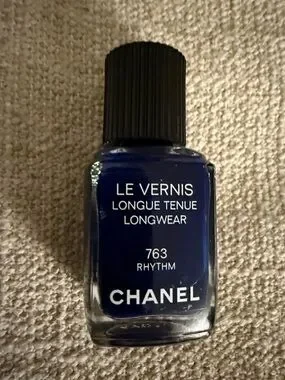 LE VERNIS
LONGUE TENUE
LONGWEAR
763
RHYTHM
CHANEL